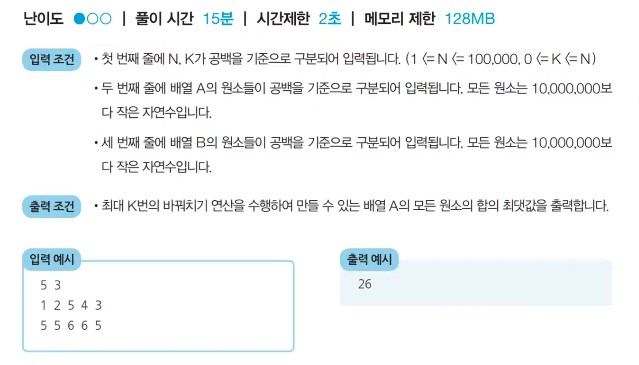 난이도 ●○○ | 풀이 시간 15분 | 시간제한 2초 | 메모리 제한 128MB
입력 조건 • 첫 번째 줄에 N, K가 공백을 기준으로 구분되어 입력됩니다. (1 <= N <= 100,000, 0 <= K <= N)
• 두 번째 줄에 배열 A의 원소들이 공백을 기준으로 구분되어 입력됩니다. 모든 원소는 10,000,000보
다 작은 자연수입니다.
• 세 번째 줄에 배열 B의 원소들이 공백을 기준으로 구분되어 입력됩니다. 모든 원소는 10,000,000보
다 작은 자연수입니다.
출력 조건 • 최대 K번의 바꿔치기 연산을 수행하여 만들 수 있는 배열 A의 모든 원소의 합의 최댓값을 출력합니다.
입력 예시
5 3
1 2 5 4 3
5 5 6 6 5
출력 예시
26